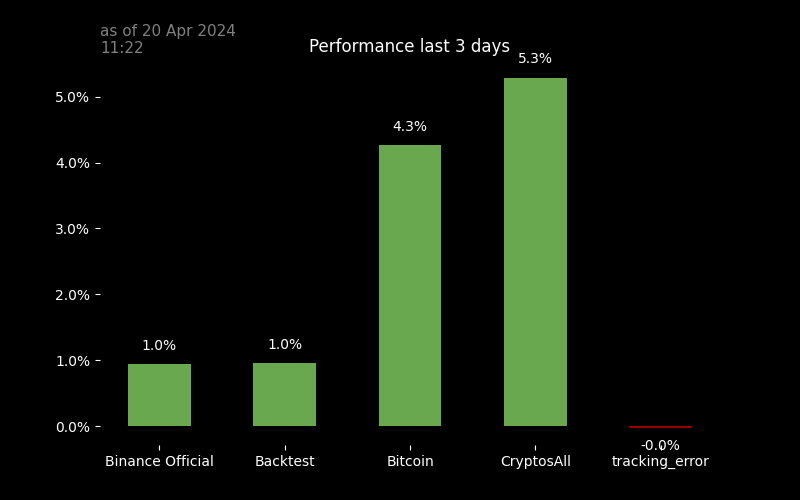 as of 20 Apr 2024
11:22
Performance last 3 days
5.3%
5.0%
4.3%
4.0%
3.0%
2.0%
1.0%
1.0%
1.0%
0.0%
-0.0%
Binance Official
Backtest
Bitcoin
CryptosAll
tracking_error